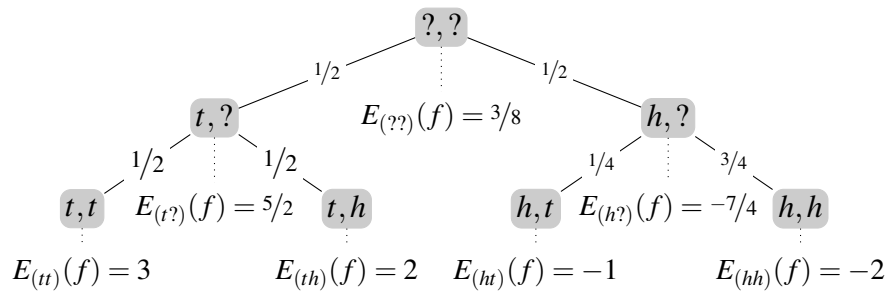 ?, ?
1/2 1/2
t, ? E_(??)(f) = 3/8 h, ?
1/2 1/2 1/4 3/4
t, t E_(t?)(f) = 5/2 t, h h, t E_(h?)(f) = −7/4 h, h
E_(tt)(f) = 3 E_(th)(f) = 2 E_(ht)(f) = −1 E_(hh)(f) = −2